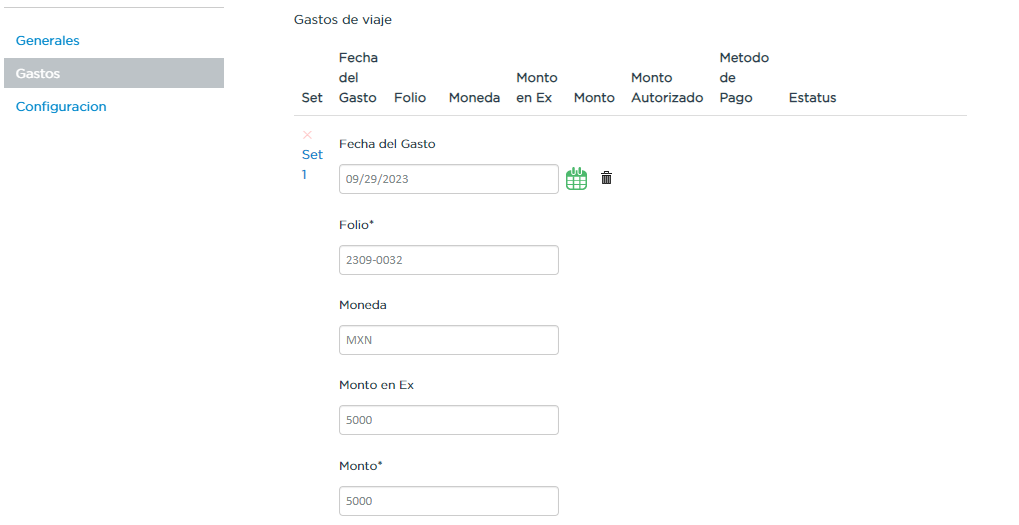 Generales
Gastos
Configuracion
Gastos de viaje
Set
Fecha
del
Gasto
Folio
Moneda
Monto
en Ex
Monto
Monto
Autorizado
Metodo
de
Pago
Estatus
Set
1
Fecha del Gasto
09/29/2023
Folio*
2309-0032
Moneda
MXN
Monto en Ex
5000
Monto*
5000